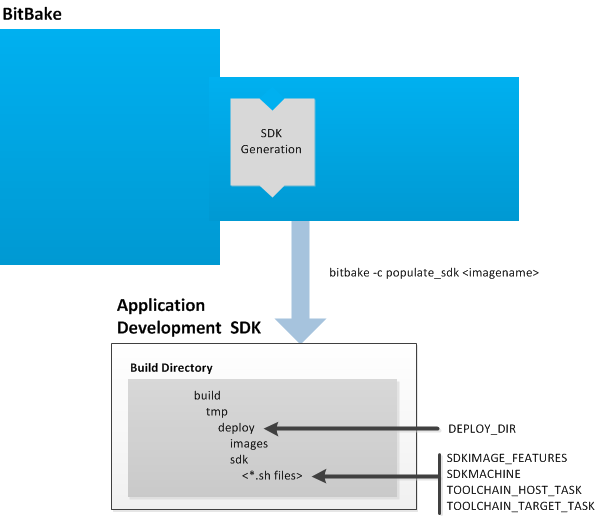 BitBake
SDK
Generation
bitbake -c populate_sdk <imagename>
Application
Development SDK
Build Directory
build
tmp
deploy
images
sdk
<*.sh files>
DEPLOY_DIR
SDKIMAGE_FEATURES
SDKMACHINE
TOOLCHAIN_HOST_TASK
TOOLCHAIN_TARGET_TASK